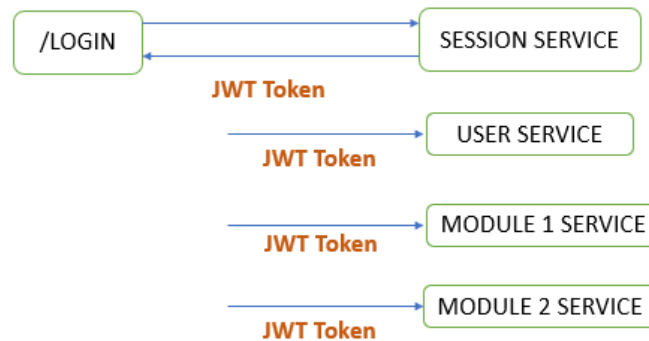 /LOGIN
SESSION SERVICE
JWT Token
USER SERVICE
JWT Token
MODULE 1 SERVICE
JWT Token
MODULE 2 SERVICE
JWT Token